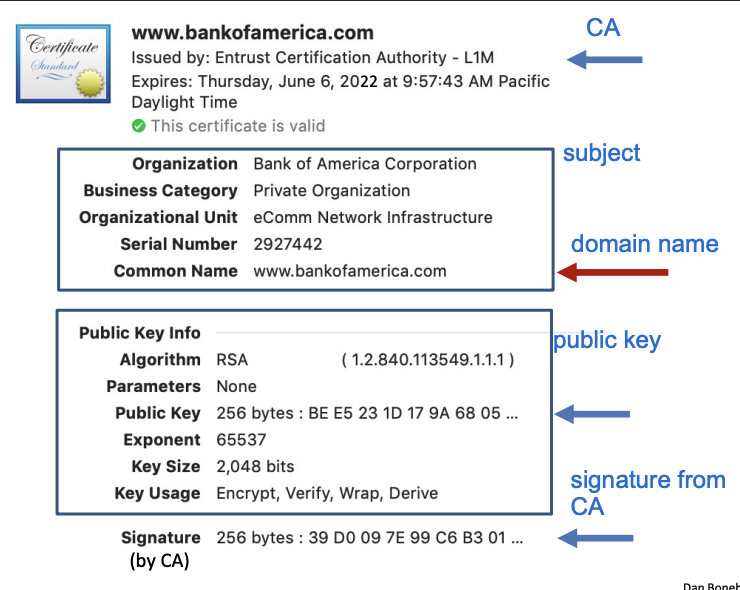 Certificate
Standard
www.bankofamerica.com
CA
Issued by: Entrust Certification Authority - L1M
Expires: Thursday, June 6, 2022 at 9:57:43 AM Pacific
Daylight Time
This certificate is valid
subject
Organization Bank of America Corporation
Business Category Private Organization
Organizational Unit eComm Network Infrastructure
Serial Number 2927442
domain name
Common Name www.bankofamerica.com
Public Key Info
public key
Algorithm RSA ( 1.2.840.113549.1.1.1 )
Parameters None
Public Key 256 bytes : BE E5 23 1D 17 9A 68 05 ...
Exponent 65537
Key Size 2,048 bits
signature from
CA
Key Usage Encrypt, Verify, Wrap, Derive
Signature 256 bytes : 39 D0 09 7E 99 C6 B3 01 ...
(by CA)
Dan